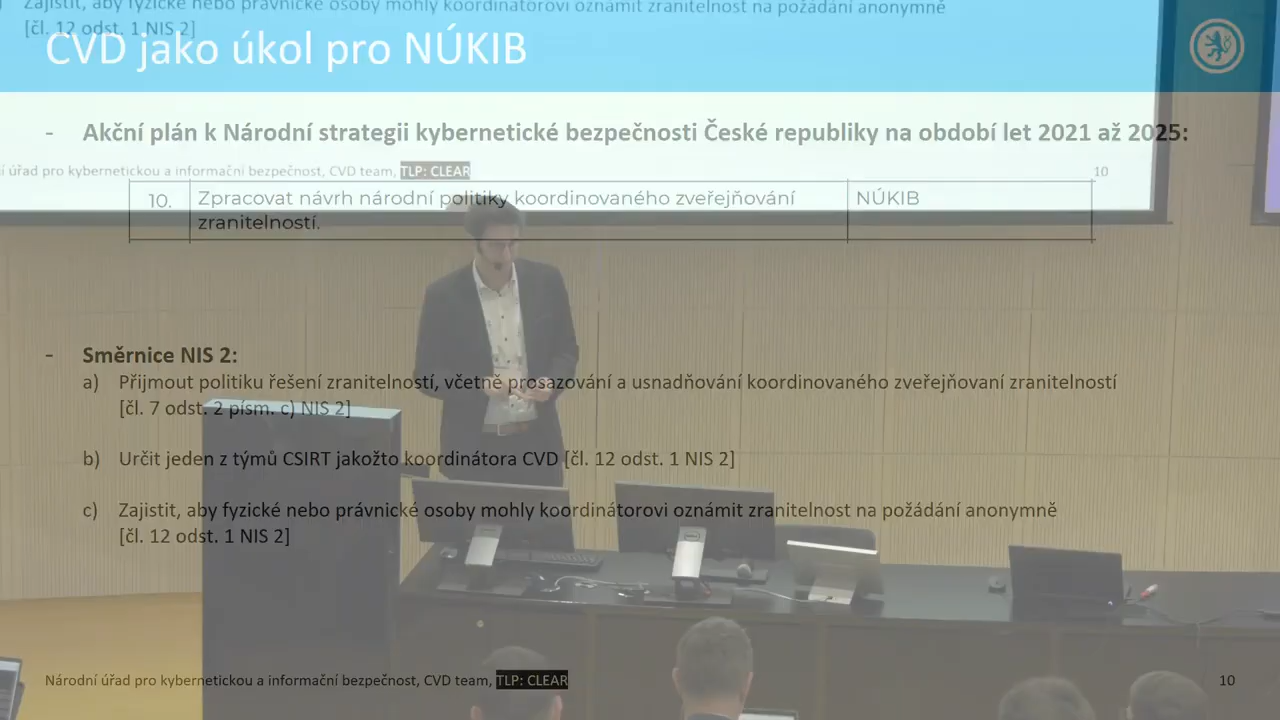 Zajistit, aby fyzické nebo právnické osoby mohly koordinátorovi oznámit zranitelnost na požádání anonymně
[čl. 12 odst. 1 NIS 2]
CVD jako úkol pro NÚKIB
- Akční plán k Národní strategii kybernetické bezpečnosti České republiky na období let 2021 až 2025:
úřad pro kybernetickou a informační bezpečnost, CVD team, TLP: CLEAR 10
10. Zpracovat návrh národní politiky koordinovaného zveřejňování NÚKIB
zranitelností.
- Směrnice NIS 2:
a) Přijmout politiku řešení zranitelností, včetně prosazování a usnadňování koordinovaného zveřejňovaní zranitelností
[čl. 7 odst. 2 písm. c) NIS 2]
b) Určit jeden z týmů CSIRT jakožto koordinátora CVD [čl. 12 odst. 1 NIS 2]
c) Zajistit, aby fyzické nebo právnické osoby mohly koordinátorovi oznámit zranitelnost na požádání anonymně
[čl. 12 odst. 1 NIS 2]
Národní úřad pro kybernetickou a informační bezpečnost, CVD team, TLP: CLEAR 10